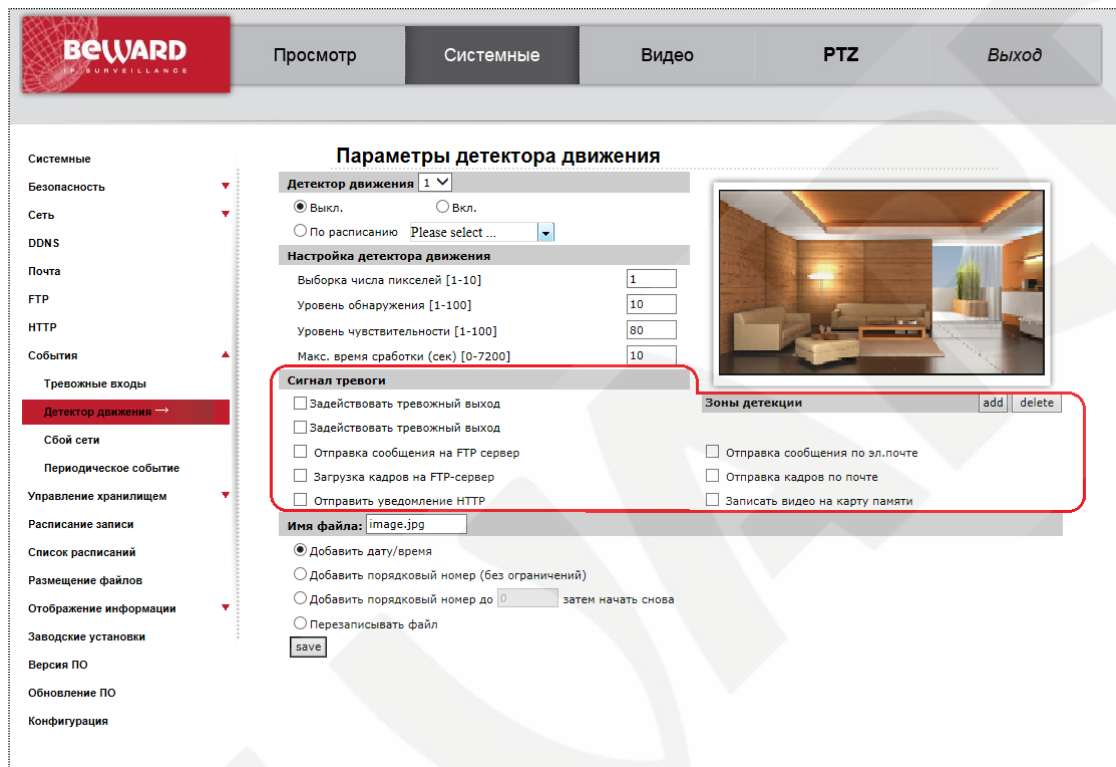 BEWARD
IP SURVEILLANCE
Просмотр
Системные
Видео
PTZ
Выход
Системные
Безопасность
Сеть
DDNS
Почта
FTP
HTTP
События
Тревожные входы
Детектор движения →
Сбой сети
Периодическое событие
Управление хранилищем
Расписание записи
Список расписаний
Размещение файлов
Отображение информации
Заводские установки
Версия ПО
Обновление ПО
Конфигурация
Параметры детектора движения
Детектор движения 1
Выкл. Вкл.
По расписанию Please select ...
Настройка детектора движения
Выборка числа пикселей [1-10] 1
Уровень обнаружения [1-100] 10
Уровень чувствительности [1-100] 80
Макс. время сработки (сек) [0-7200] 10
Сигнал тревоги
Зоны детекции add delete
Задействовать тревожный выход
Задействовать тревожный выход
Отправка сообщения на FTP сервер
Отправка сообщения по эл.почте
Загрузка кадров на FTP-сервер
Отправка кадров по почте
Отправить уведомление HTTP
Записать видео на карту памяти
Имя файла: image.jpg
Добавить дату/время
Добавить порядковый номер (без ограничений)
Добавить порядковый номер до 0 затем начать снова
Перезаписывать файл
save